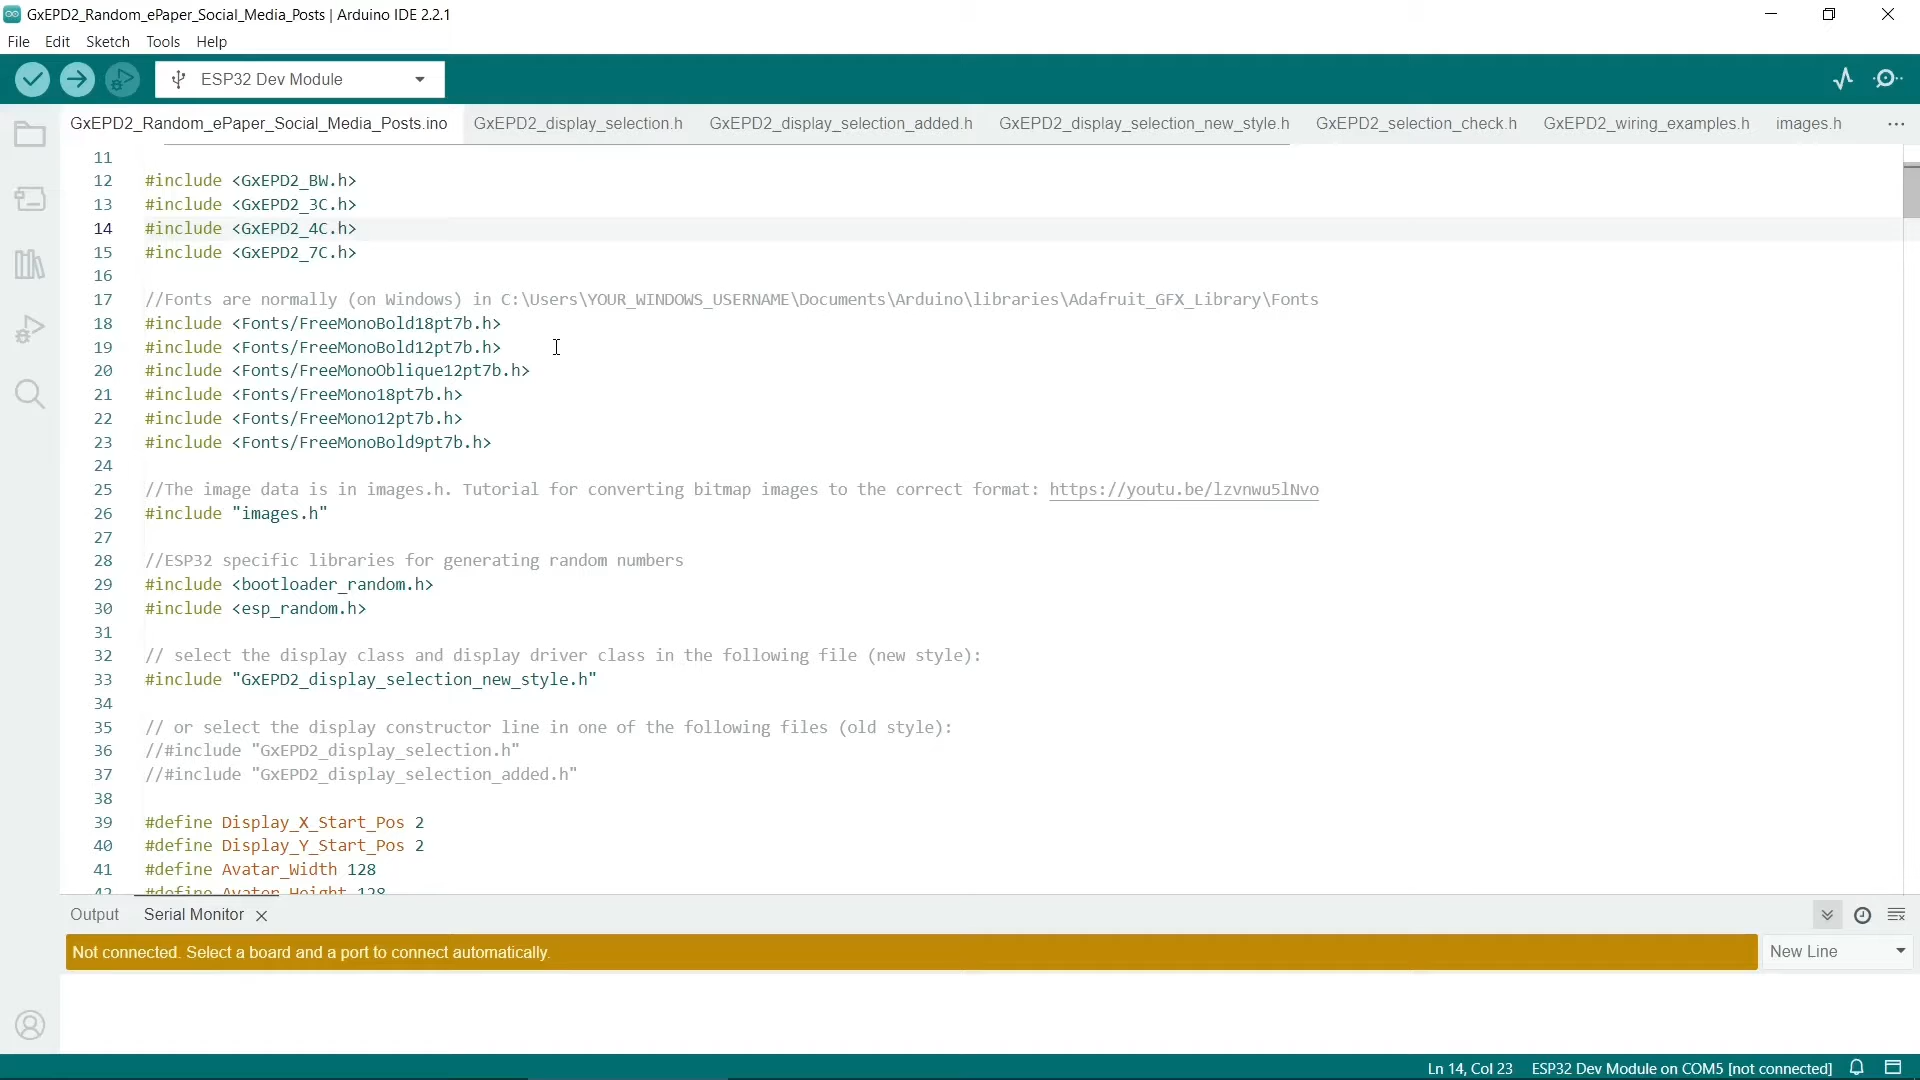 GxEPD2_Random_ePaper_Social_Media_Posts | Arduino IDE 2.2.1
File Edit Sketch Tools Help
ESP32 Dev Module
GxEPD2_Random_ePaper_Social_Media_Posts.ino GxEPD2_display_selection.h GxEPD2_display_selection_added.h GxEPD2_display_selection_new_style.h GxEPD2_selection_check.h GxEPD2_wiring_examples.h images.h ...
11
12 #include <GxEPD2_BW.h>
13 #include <GxEPD2_3C.h>
14 #include <GxEPD2_4C.h>
15 #include <GxEPD2_7C.h>
16
17 //Fonts are normally (on Windows) in C:\Users\YOUR_WINDOWS_USERNAME\Documents\Arduino\libraries\Adafruit_GFX_Library\Fonts
18 #include <Fonts/FreeMonoBold18pt7b.h>
19 #include <Fonts/FreeMonoBold12pt7b.h>
20 #include <Fonts/FreeMonoOblique12pt7b.h>
21 #include <Fonts/FreeMono18pt7b.h>
22 #include <Fonts/FreeMono12pt7b.h>
23 #include <Fonts/FreeMonoBold9pt7b.h>
24
25 //The image data is in images.h. Tutorial for converting bitmap images to the correct format: https://youtu.be/lzvnwu5lNvo
26 #include "images.h"
27
28 //ESP32 specific libraries for generating random numbers
29 #include <bootloader_random.h>
30 #include <esp_random.h>
31
32 // select the display class and display driver class in the following file (new style):
33 #include "GxEPD2_display_selection_new_style.h"
34
35 // or select the display constructor line in one of the following files (old style):
36 //#include "GxEPD2_display_selection.h"
37 //#include "GxEPD2_display_selection_added.h"
38
39 #define Display_X_Start_Pos 2
40 #define Display_Y_Start_Pos 2
41 #define Avatar_Width 128
42 #define Avater_Height 128
Output Serial Monitor
Not connected. Select a board and a port to connect automatically.
New Line
Ln 14, Col 23 ESP32 Dev Module on COM5 [not connected]